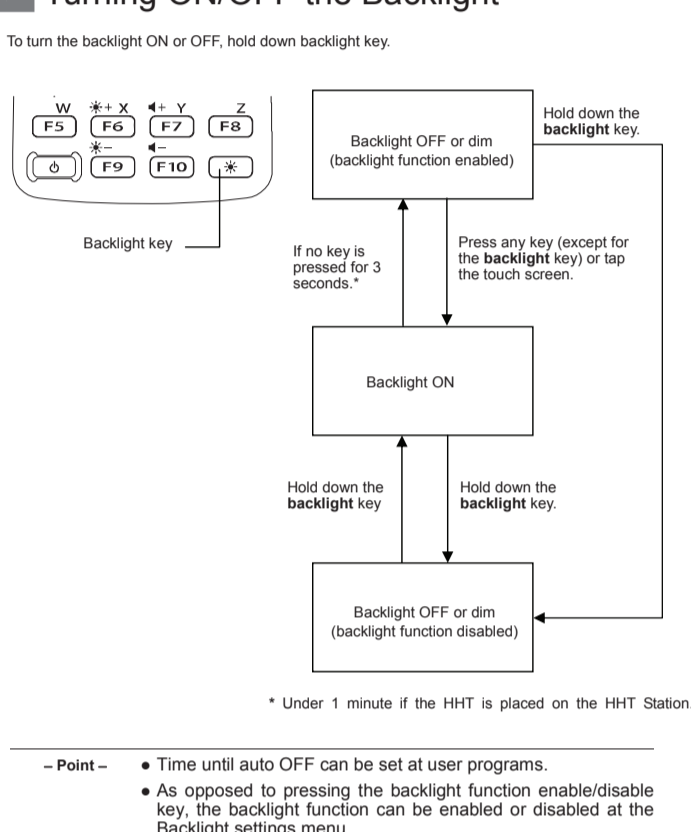 Turning ON/OFF the Backlight
To turn the backlight ON or OFF, hold down backlight key.
W ☀+ X ◀+ Y Z
F5 F6 F7 F8
☀− ◀−
F9 F10
Backlight key
Backlight OFF or dim
(backlight function enabled)
Hold down the
backlight key.
If no key is
pressed for 3
seconds.*
Press any key (except for
the backlight key) or tap
the touch screen.
Backlight ON
Hold down the
backlight key
Hold down the
backlight key.
Backlight OFF or dim
(backlight function disabled)
* Under 1 minute if the HHT is placed on the HHT Station.
– Point –
● Time until auto OFF can be set at user programs.
● As opposed to pressing the backlight function enable/disable
key, the backlight function can be enabled or disabled at the
Backlight settings menu